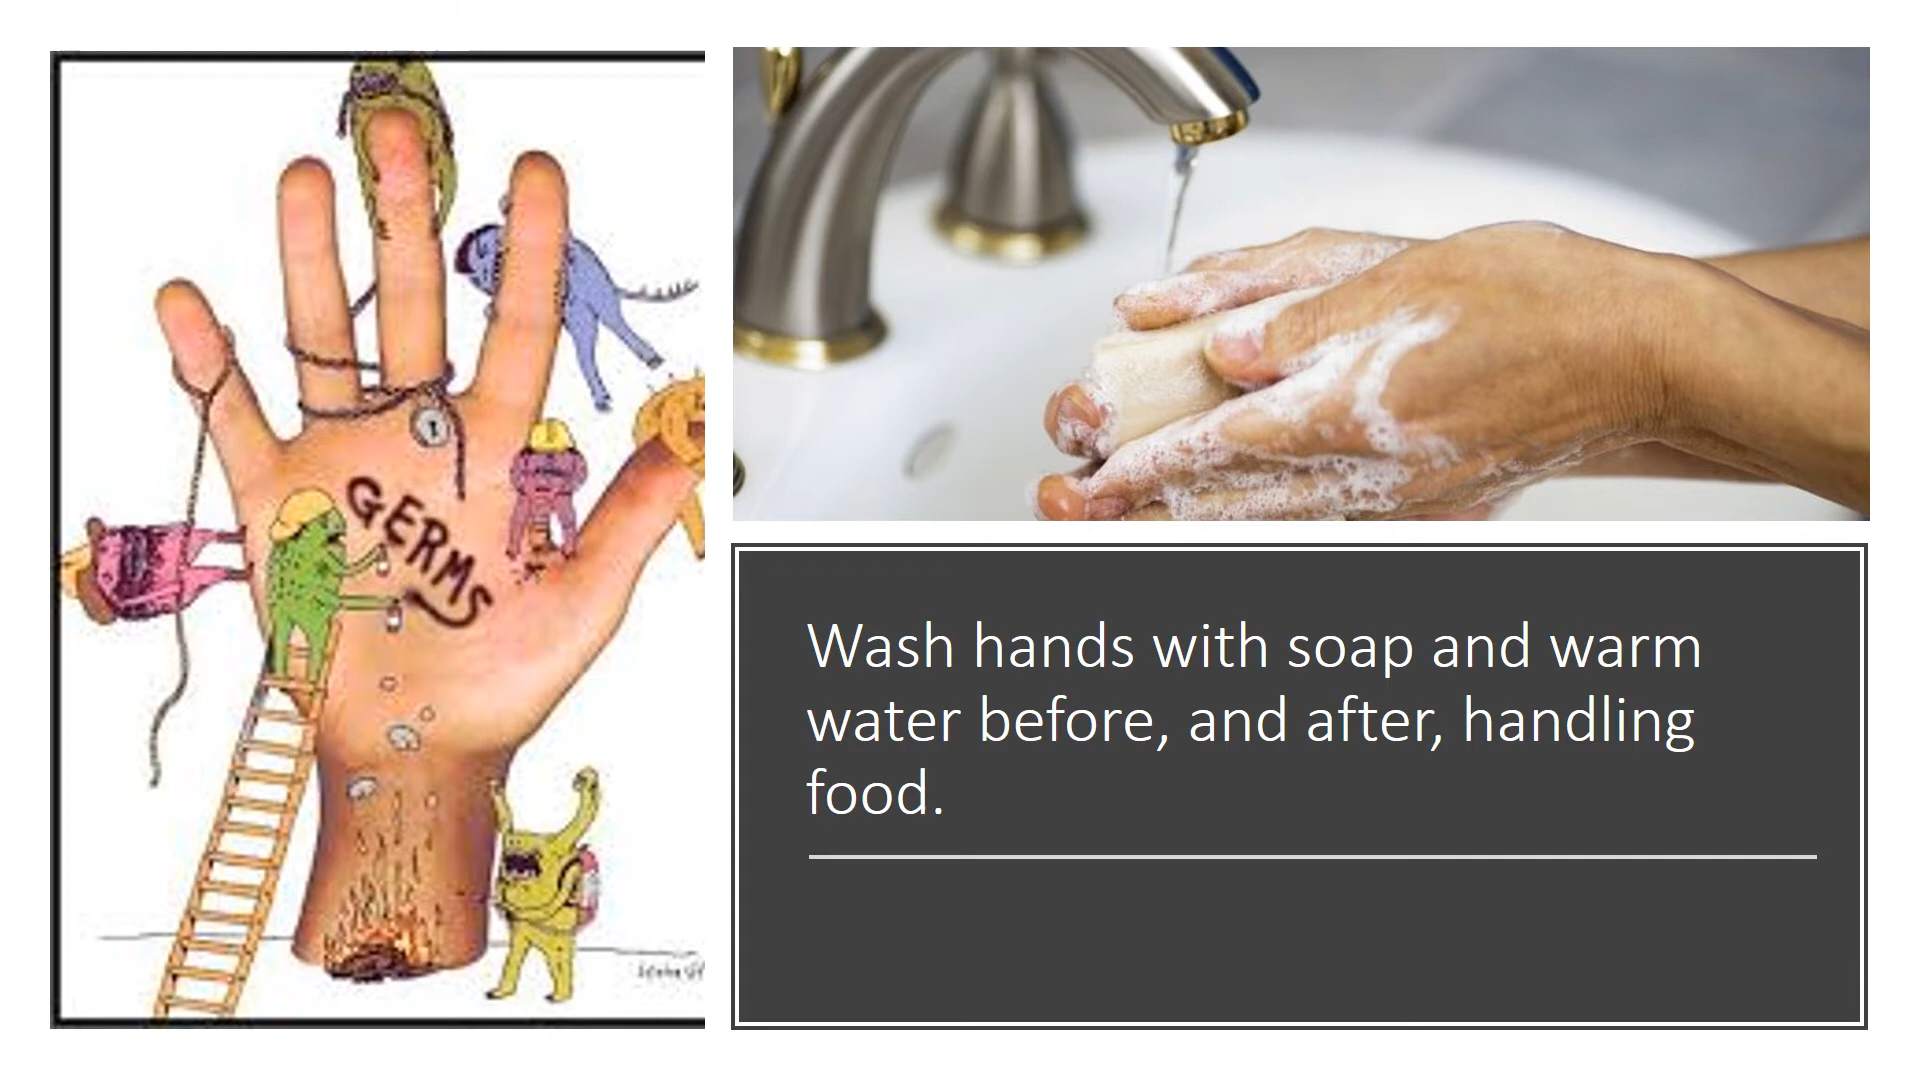 GERMS
Wash hands with soap and warm
water before, and after, handling
food.